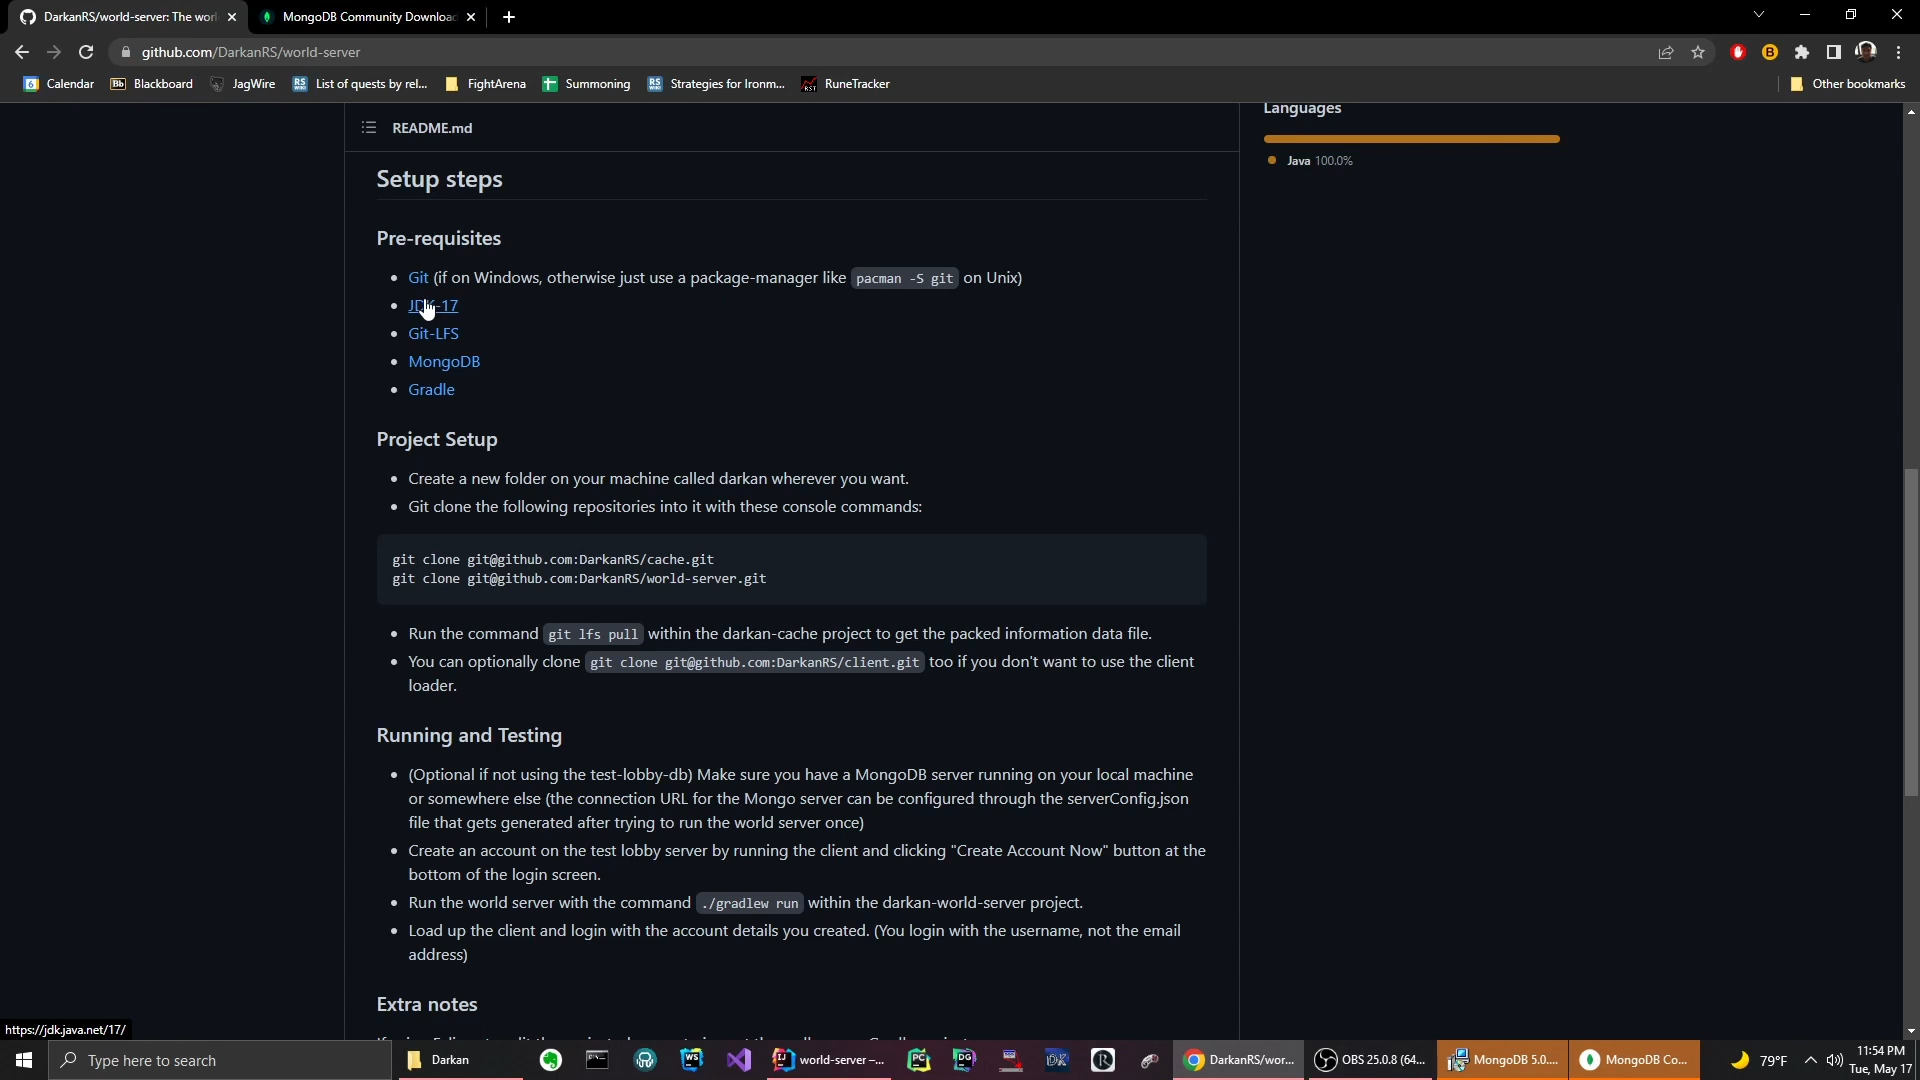 DarkanRS/world-server: The worl
MongoDB Community Download
github.com/DarkanRS/world-server
Calendar
Blackboard
JagWire
List of quests by rel...
FightArena
Summoning
Strategies for Ironm...
RuneTracker
Other bookmarks
README.md
Languages
Java 100.0%
Setup steps
Pre-requisites
Git (if on Windows, otherwise just use a package-manager like pacman -S git on Unix)
JDK-17
Git-LFS
MongoDB
Gradle
Project Setup
Create a new folder on your machine called darkan wherever you want.
Git clone the following repositories into it with these console commands:
git clone git@github.com:DarkanRS/cache.git
git clone git@github.com:DarkanRS/world-server.git
Run the command git lfs pull within the darkan-cache project to get the packed information data file.
You can optionally clone git clone git@github.com:DarkanRS/client.git too if you don't want to use the client
loader.
Running and Testing
(Optional if not using the test-lobby-db) Make sure you have a MongoDB server running on your local machine
or somewhere else (the connection URL for the Mongo server can be configured through the serverConfig.json
file that gets generated after trying to run the world server once)
Create an account on the test lobby server by running the client and clicking "Create Account Now" button at the
bottom of the login screen.
Run the world server with the command ./gradlew run within the darkan-world-server project.
Load up the client and login with the account details you created. (You login with the username, not the email
address)
Extra notes
https://jdk.java.net/17/
Type here to search
Darkan
world-server –...
DarkanRS/wor...
OBS 25.0.8 (64...
MongoDB 5.0....
MongoDB Co...
79°F
11:54 PM
Tue, May 17